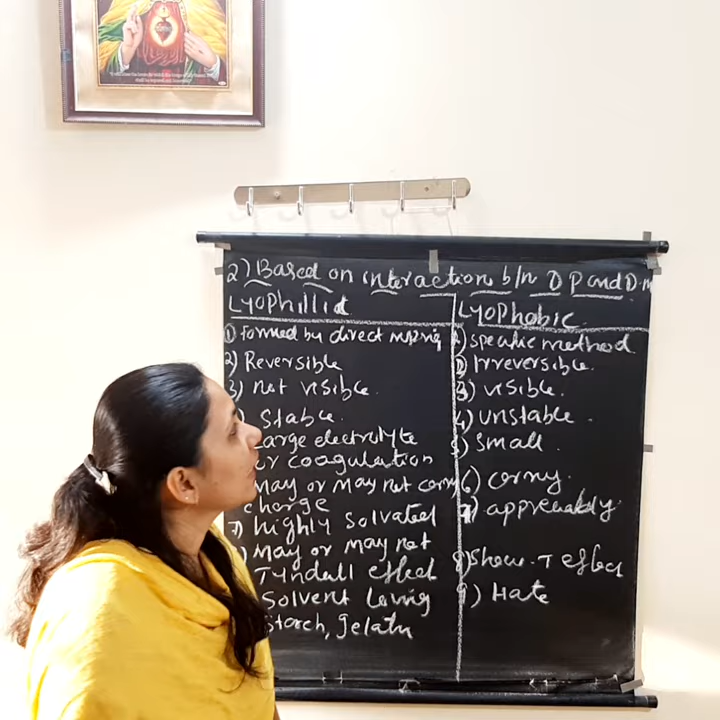 2) Based on interaction b/n D P and D.M
Lyophillic
① formed by direct mixing
2) Reversible
3) not visible.
) Stable.
Large electrolyte
or coagulation
May or May not carry
charge
7) highly solvated
) May or may not
Tyndall effect
Solvent loving
Starch, gelatin
Lyophobic
1) specific method
2) Irreversible.
3) visible.
4) unstable .
5) Small
6) carry.
7) appreciably
8) Show. T effect
9) Hate